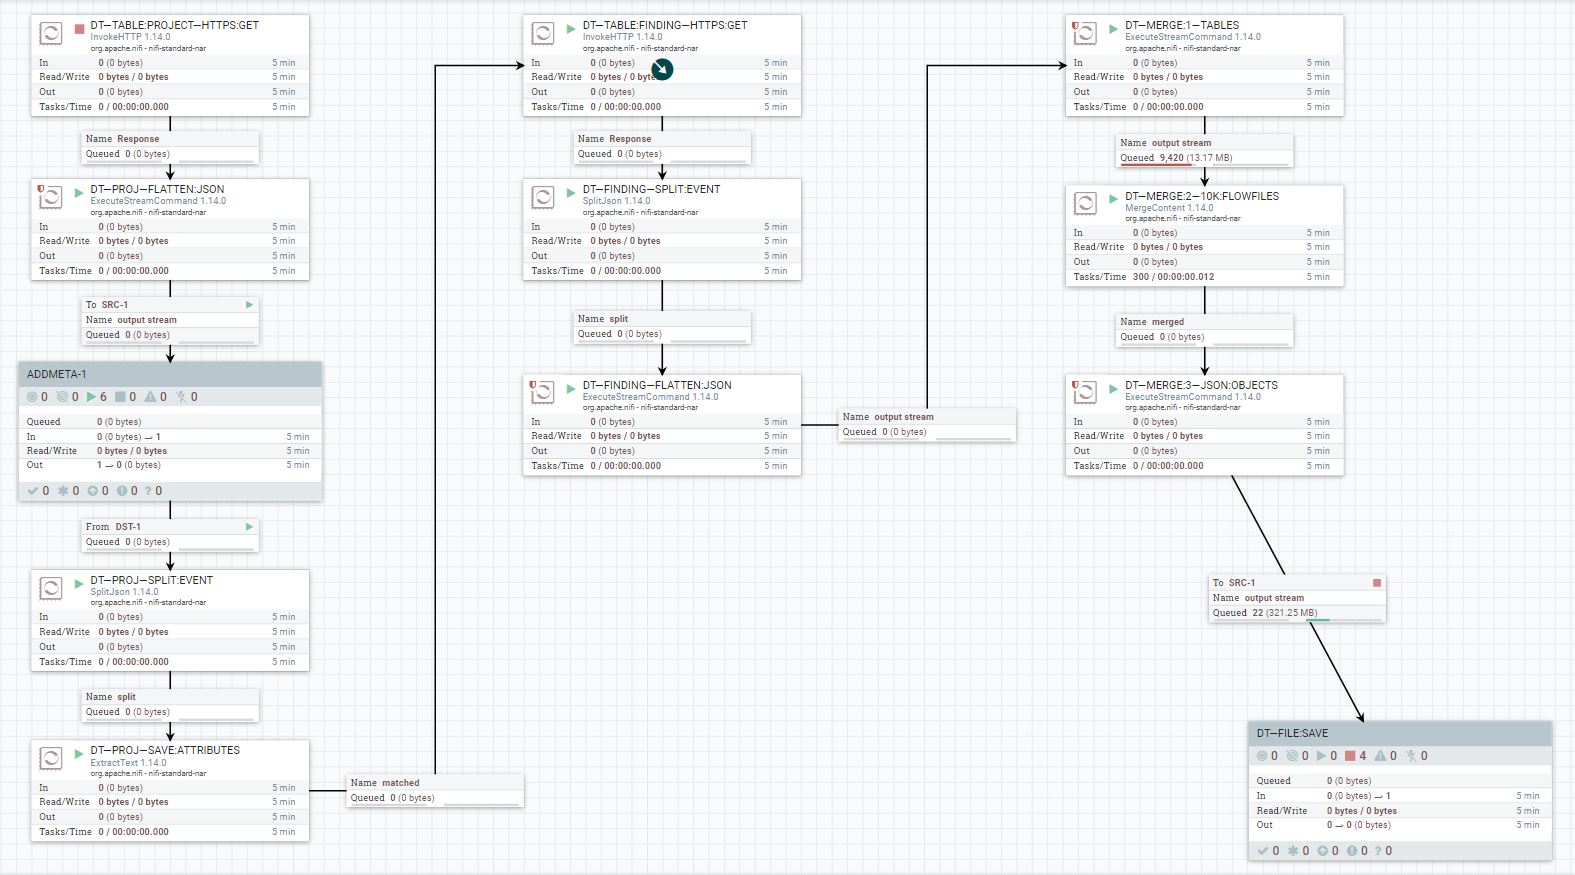 DT—TABLE:PROJECT—HTTPS:GET
InvokeHTTP 1.14.0
org.apache.nifi - nifi-standard-nar
In 0 (0 bytes) 5 min
Read/Write 0 bytes / 0 bytes 5 min
Out 0 (0 bytes) 5 min
Tasks/Time 0 / 00:00:00.000 5 min
Name Response
Queued 0 (0 bytes)
DT—PROJ—FLATTEN:JSON
ExecuteStreamCommand 1.14.0
org.apache.nifi - nifi-standard-nar
In 0 (0 bytes) 5 min
Read/Write 0 bytes / 0 bytes 5 min
Out 0 (0 bytes) 5 min
Tasks/Time 0 / 00:00:00.000 5 min
To SRC-1
Name output stream
Queued 0 (0 bytes)
ADDMETA-1
0 0 6 0 0 0
Queued 0 (0 bytes)
In 0 (0 bytes) → 1 5 min
Read/Write 0 bytes / 0 bytes 5 min
Out 1 → 0 (0 bytes) 5 min
0 0 0 0 ? 0
From DST-1
Queued 0 (0 bytes)
DT—PROJ—SPLIT:EVENT
SplitJson 1.14.0
org.apache.nifi - nifi-standard-nar
In 0 (0 bytes) 5 min
Read/Write 0 bytes / 0 bytes 5 min
Out 0 (0 bytes) 5 min
Tasks/Time 0 / 00:00:00.000 5 min
Name split
Queued 0 (0 bytes)
DT—PROJ—SAVE:ATTRIBUTES
ExtractText 1.14.0
org.apache.nifi - nifi-standard-nar
In 0 (0 bytes) 5 min
Read/Write 0 bytes / 0 bytes 5 min
Out 0 (0 bytes) 5 min
Tasks/Time 0 / 00:00:00.000 5 min
Name matched
Queued 0 (0 bytes)
DT—TABLE:FINDING—HTTPS:GET
InvokeHTTP 1.14.0
org.apache.nifi - nifi-standard-nar
In 0 (0 bytes) 5 min
Read/Write 0 bytes / 0 bytes 5 min
Out 0 (0 bytes) 5 min
Tasks/Time 0 / 00:00:00.000 5 min
Name Response
Queued 0 (0 bytes)
DT—FINDING—SPLIT:EVENT
SplitJson 1.14.0
org.apache.nifi - nifi-standard-nar
In 0 (0 bytes) 5 min
Read/Write 0 bytes / 0 bytes 5 min
Out 0 (0 bytes) 5 min
Tasks/Time 0 / 00:00:00.000 5 min
Name split
Queued 0 (0 bytes)
DT—FINDING—FLATTEN:JSON
ExecuteStreamCommand 1.14.0
org.apache.nifi - nifi-standard-nar
In 0 (0 bytes) 5 min
Read/Write 0 bytes / 0 bytes 5 min
Out 0 (0 bytes) 5 min
Tasks/Time 0 / 00:00:00.000 5 min
Name output stream
Queued 0 (0 bytes)
DT—MERGE:1—TABLES
ExecuteStreamCommand 1.14.0
org.apache.nifi - nifi-standard-nar
In 0 (0 bytes) 5 min
Read/Write 0 bytes / 0 bytes 5 min
Out 0 (0 bytes) 5 min
Tasks/Time 0 / 00:00:00.000 5 min
Name output stream
Queued 9,420 (13.17 MB)
DT—MERGE:2—10K:FLOWFILES
MergeContent 1.14.0
org.apache.nifi - nifi-standard-nar
In 0 (0 bytes) 5 min
Read/Write 0 bytes / 0 bytes 5 min
Out 0 (0 bytes) 5 min
Tasks/Time 300 / 00:00:00.012 5 min
Name merged
Queued 0 (0 bytes)
DT—MERGE:3—JSON:OBJECTS
ExecuteStreamCommand 1.14.0
org.apache.nifi - nifi-standard-nar
In 0 (0 bytes) 5 min
Read/Write 0 bytes / 0 bytes 5 min
Out 0 (0 bytes) 5 min
Tasks/Time 0 / 00:00:00.000 5 min
To SRC-1
Name output stream
Queued 22 (321.25 MB)
DT—FILE:SAVE
0 0 0 4 0 0
Queued 0 (0 bytes)
In 0 (0 bytes) → 1 5 min
Read/Write 0 bytes / 0 bytes 5 min
Out 0 → 0 (0 bytes) 5 min
0 0 0 0 ? 0